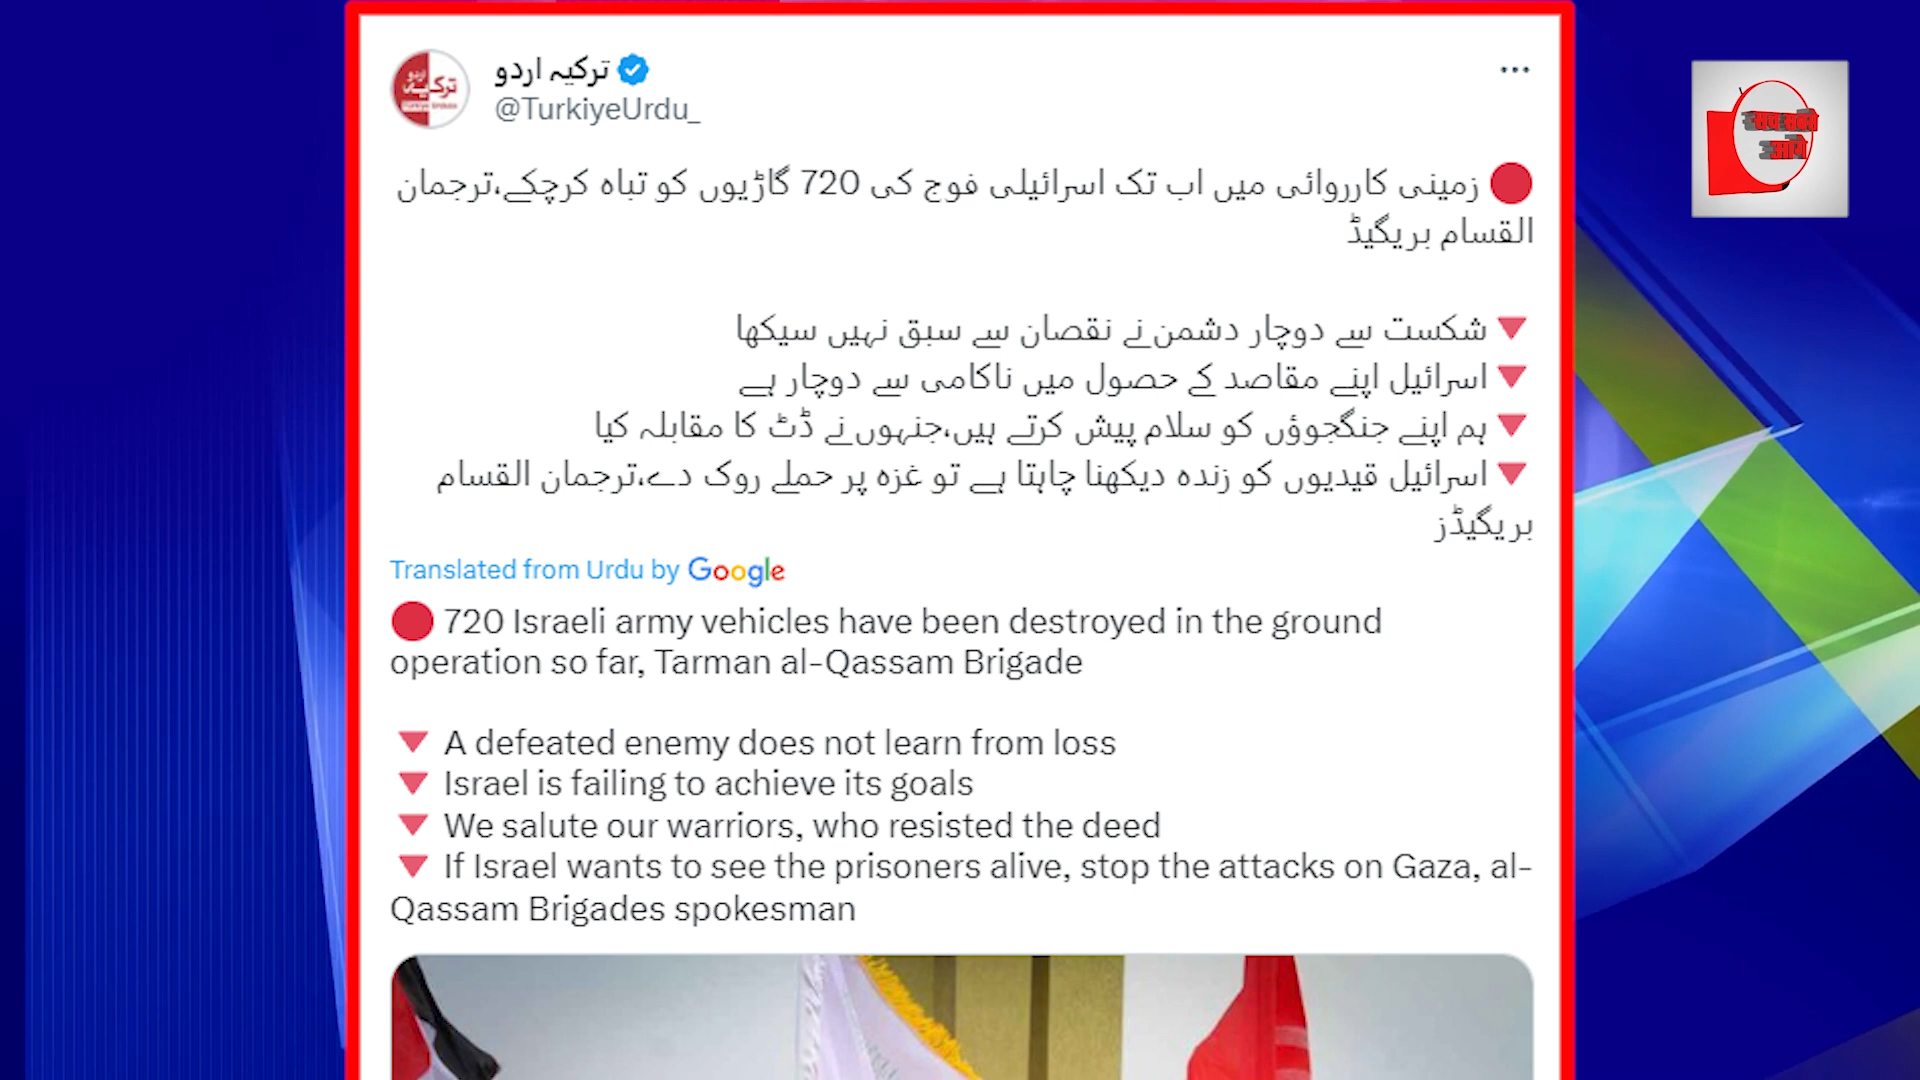 ترکیہ اردو
@TurkiyeUrdu_
زمینی کارروائی میں اب تک اسرائیلی فوج کی 720 گاڑیوں کو تباہ کرچکے،ترجمان
القسام بریگیڈ
شکست سے دوچار دشمن نے نقصان سے سبق نہیں سیکھا
اسرائیل اپنے مقاصد کے حصول میں ناکامی سے دوچار ہے
ہم اپنے جنگجوؤں کو سلام پیش کرتے ہیں،جنہوں نے ڈٹ کا مقابلہ کیا
اسرائیل قیدیوں کو زندہ دیکھنا چاہتا ہے تو غزہ پر حملے روک دے،ترجمان القسام
بریگیڈز
Translated from Urdu by Google
720 Israeli army vehicles have been destroyed in the ground
operation so far, Tarman al-Qassam Brigade
A defeated enemy does not learn from loss
Israel is failing to achieve its goals
We salute our warriors, who resisted the deed
If Israel wants to see the prisoners alive, stop the attacks on Gaza, al-
Qassam Brigades spokesman
सच सबसे
आगे